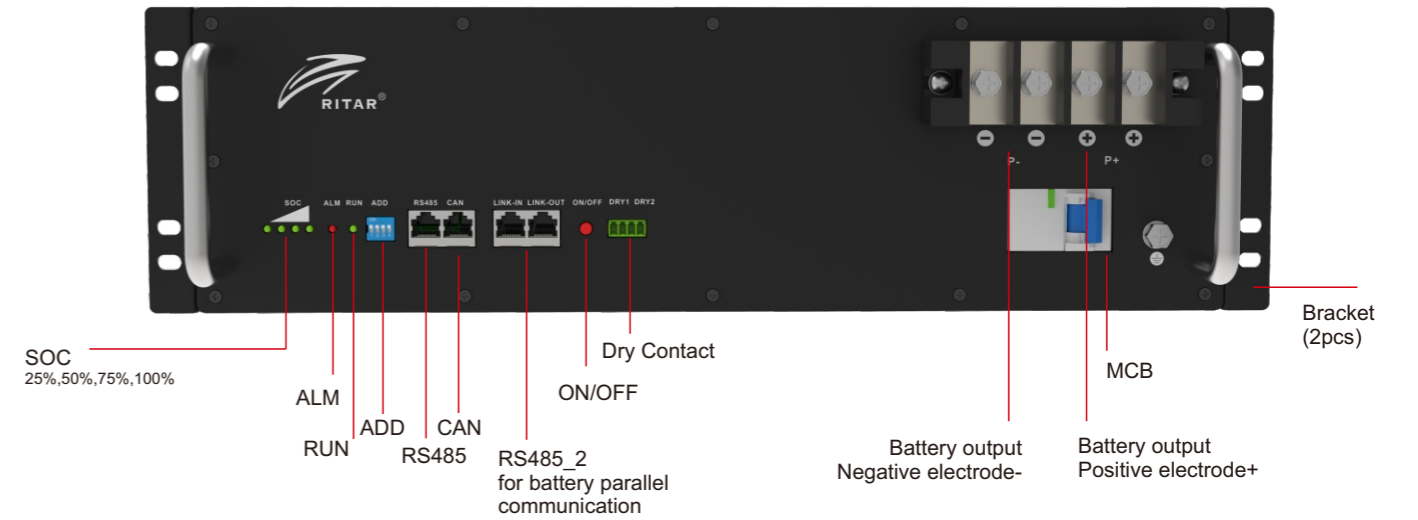 RITAR®
P-
P+
SOC
ALM RUN ADD
RS485 CAN
LINK-IN LINK-OUT
ON/OFF
DRY1 DRY2
SOC
25%,50%,75%,100%
ALM
RUN
ADD
RS485
CAN
RS485_2
for battery parallel
communication
ON/OFF
Dry Contact
Battery output
Negative electrode-
Battery output
Positive electrode+
MCB
Bracket
(2pcs)